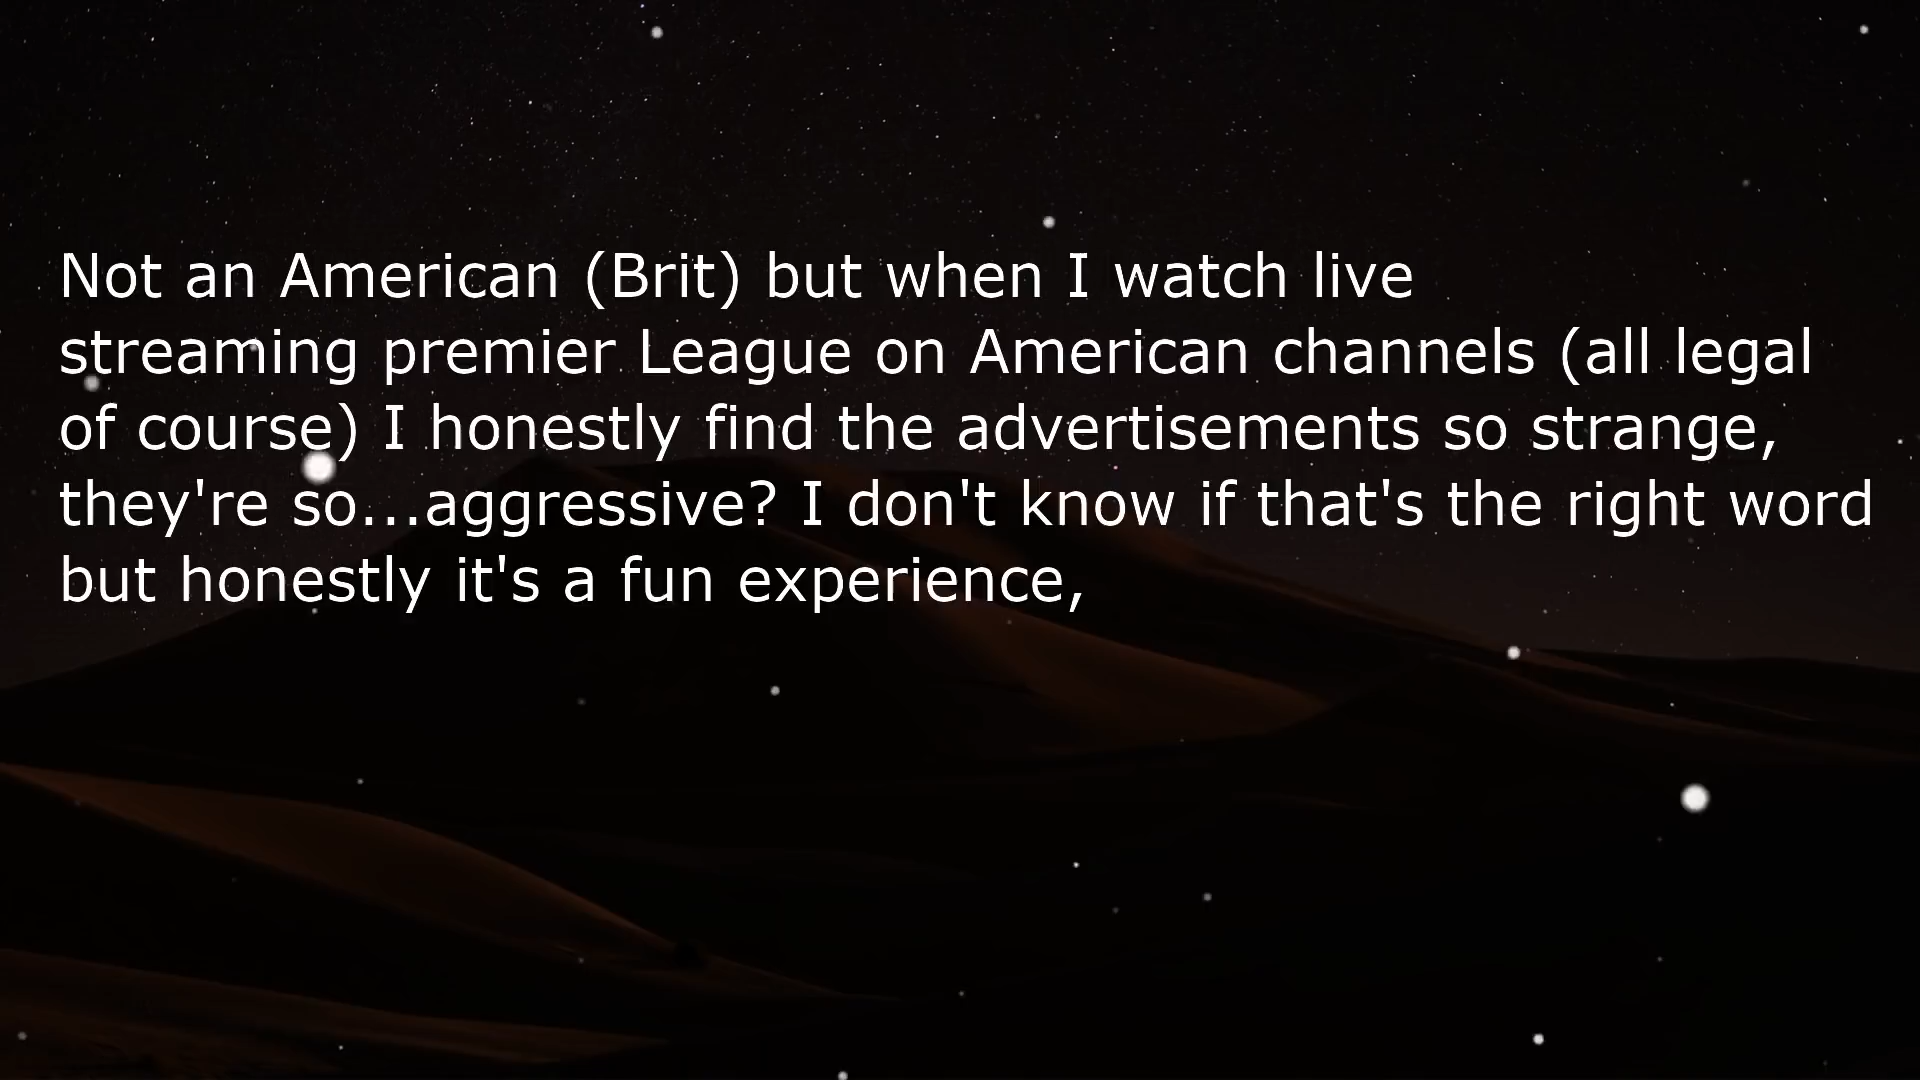 Not an American (Brit) but when I watch live
streaming premier League on American channels (all legal
of course) I honestly find the advertisements so strange,
they're so...aggressive? I don't know if that's the right word
but honestly it's a fun experience,